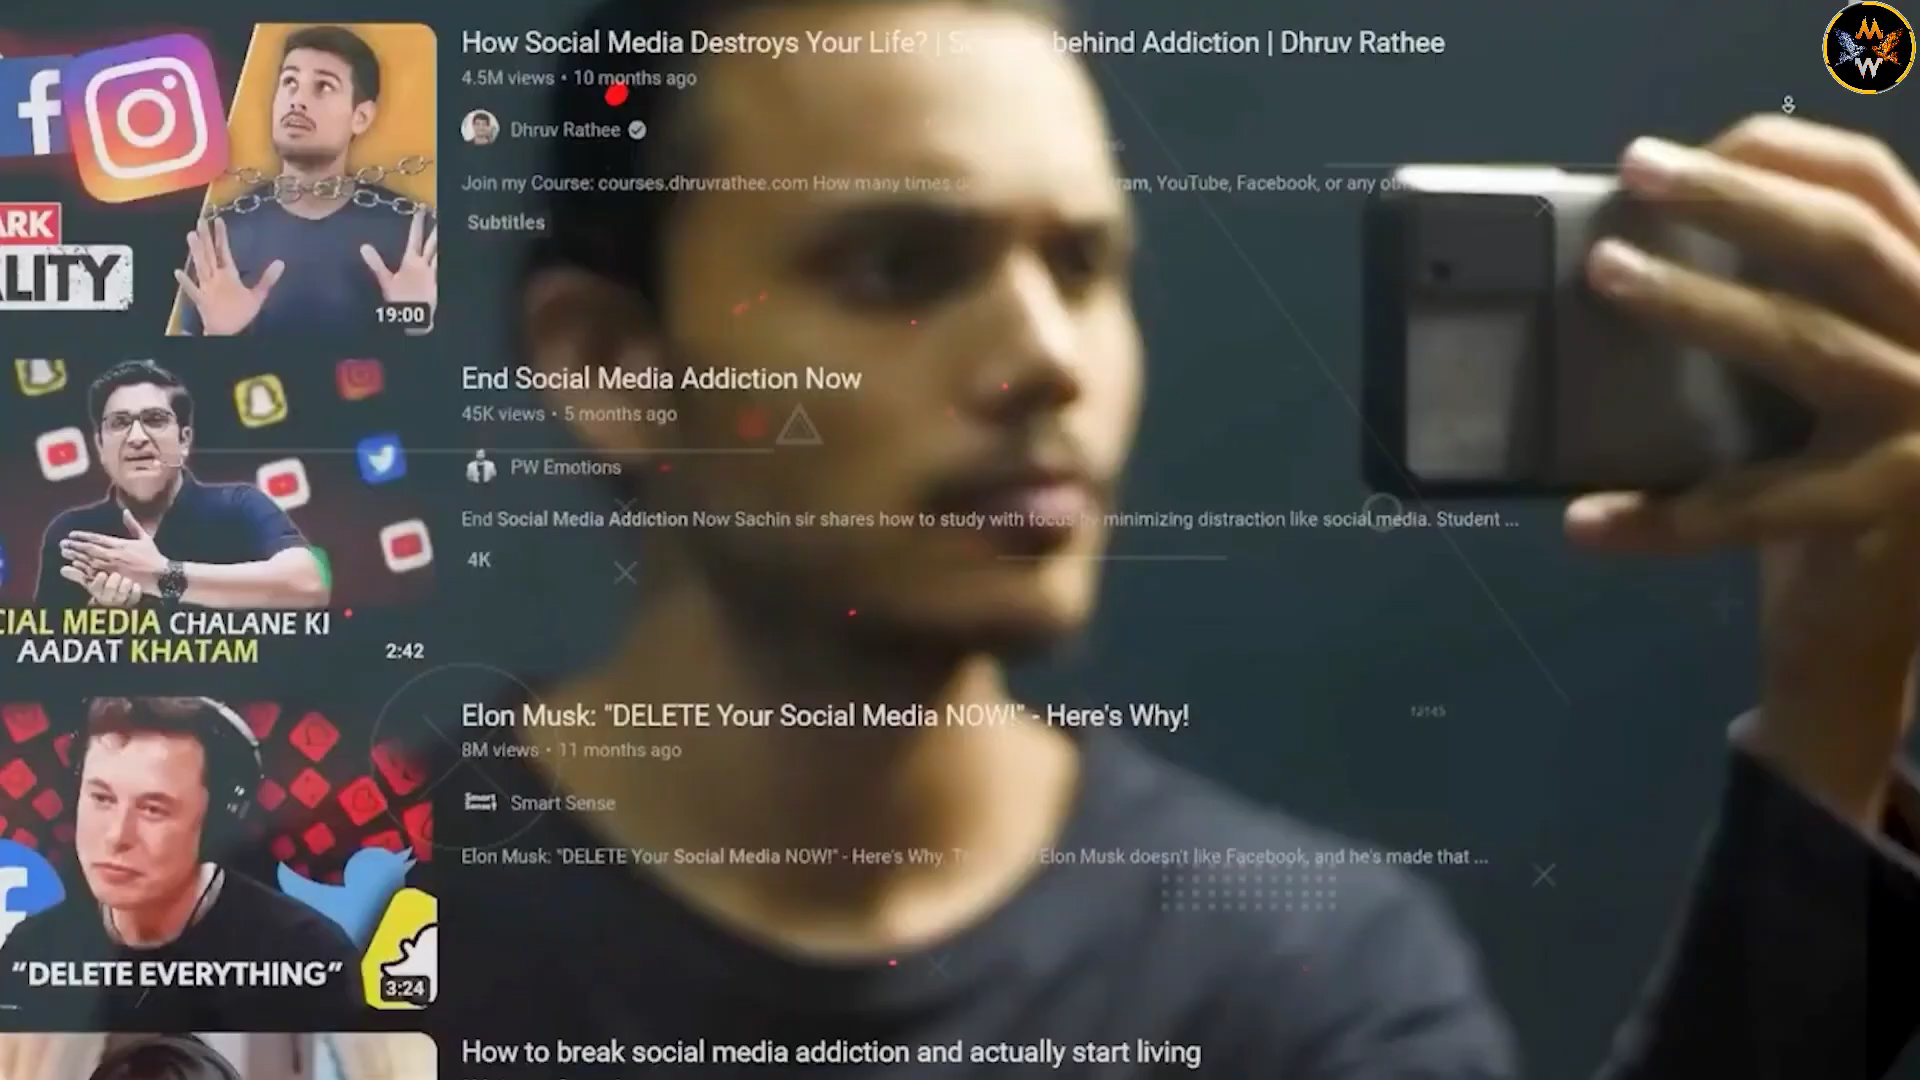 How Social Media Destroys Your Life? | behind Addiction | Dhruv Rathee
4.5M views • 10 months ago
Dhruv Rathee
Join my Course: courses.dhruvrathee.com How many times YouTube, Facebook, or any
Subtitles
ARK
LITY
19:00
End Social Media Addiction Now
45K views • 5 months ago
PW Emotions
End Social Media Addiction Now Sachin sir shares how to study with focus by minimizing distraction like social media. Student ...
4K
CIAL MEDIA CHALANE KI
AADAT KHATAM
2:42
Elon Musk: "DELETE Your Social Media NOW!" - Here's Why!
8M views • 11 months ago
Smart Sense
Smart Sense
Elon Musk: "DELETE Your Social Media NOW!" - Here's Why. Elon Musk doesn't like Facebook, and he's made that ...
"DELETE EVERYTHING"
3:24
12145
How to break social media addiction and actually start living
M
W